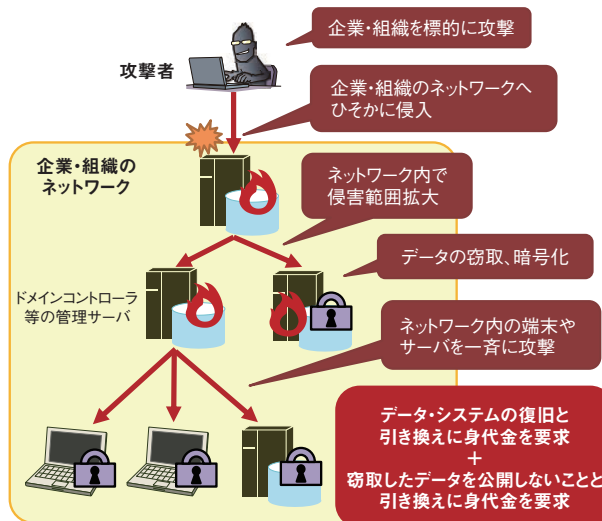 企業・組織を標的に攻撃
攻撃者
企業・組織のネットワークへ
ひそかに侵入
企業・組織の
ネットワーク
ネットワーク内で
侵害範囲拡大
データの窃取、暗号化
ドメインコントローラ
等の管理サーバ
ネットワーク内の端末や
サーバを一斉に攻撃
データ・システムの復旧と
引き換えに身代金を要求
+
窃取したデータを公開しないことと
引き換えに身代金を要求